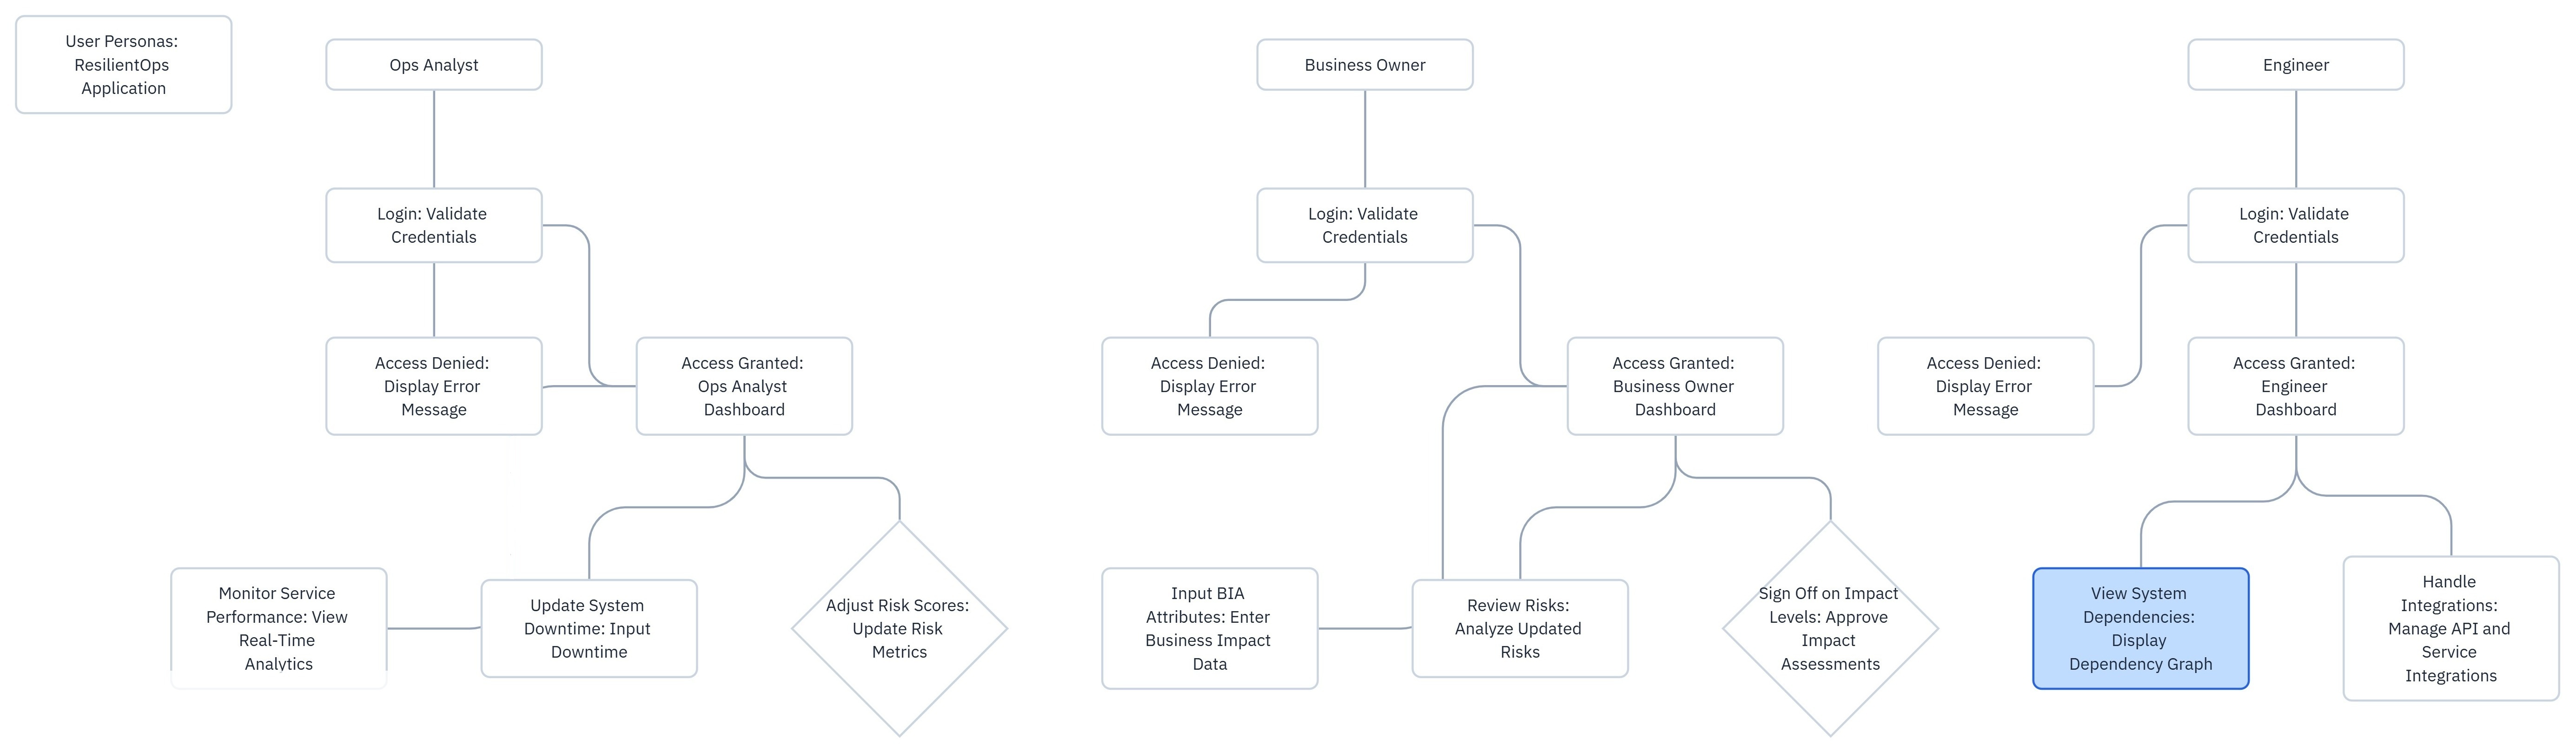 User Personas:
ResilientOps
Application
Ops Analyst
Business Owner
Engineer
Login: Validate
Credentials
Login: Validate
Credentials
Login: Validate
Credentials
Access Denied:
Display Error
Message
Access Granted:
Ops Analyst
Dashboard
Access Denied:
Display Error
Message
Access Granted:
Business Owner
Dashboard
Access Denied:
Display Error
Message
Access Granted:
Engineer
Dashboard
Monitor Service
Performance: View
Real-Time
Analytics
Update System
Downtime: Input
Downtime
Adjust Risk Scores:
Update Risk
Metrics
Input BIA
Attributes: Enter
Business Impact
Data
Review Risks:
Analyze Updated
Risks
Sign Off on Impact
Levels: Approve
Impact
Assessments
View System
Dependencies:
Display
Dependency Graph
Handle
Integrations:
Manage API and
Service
Integrations